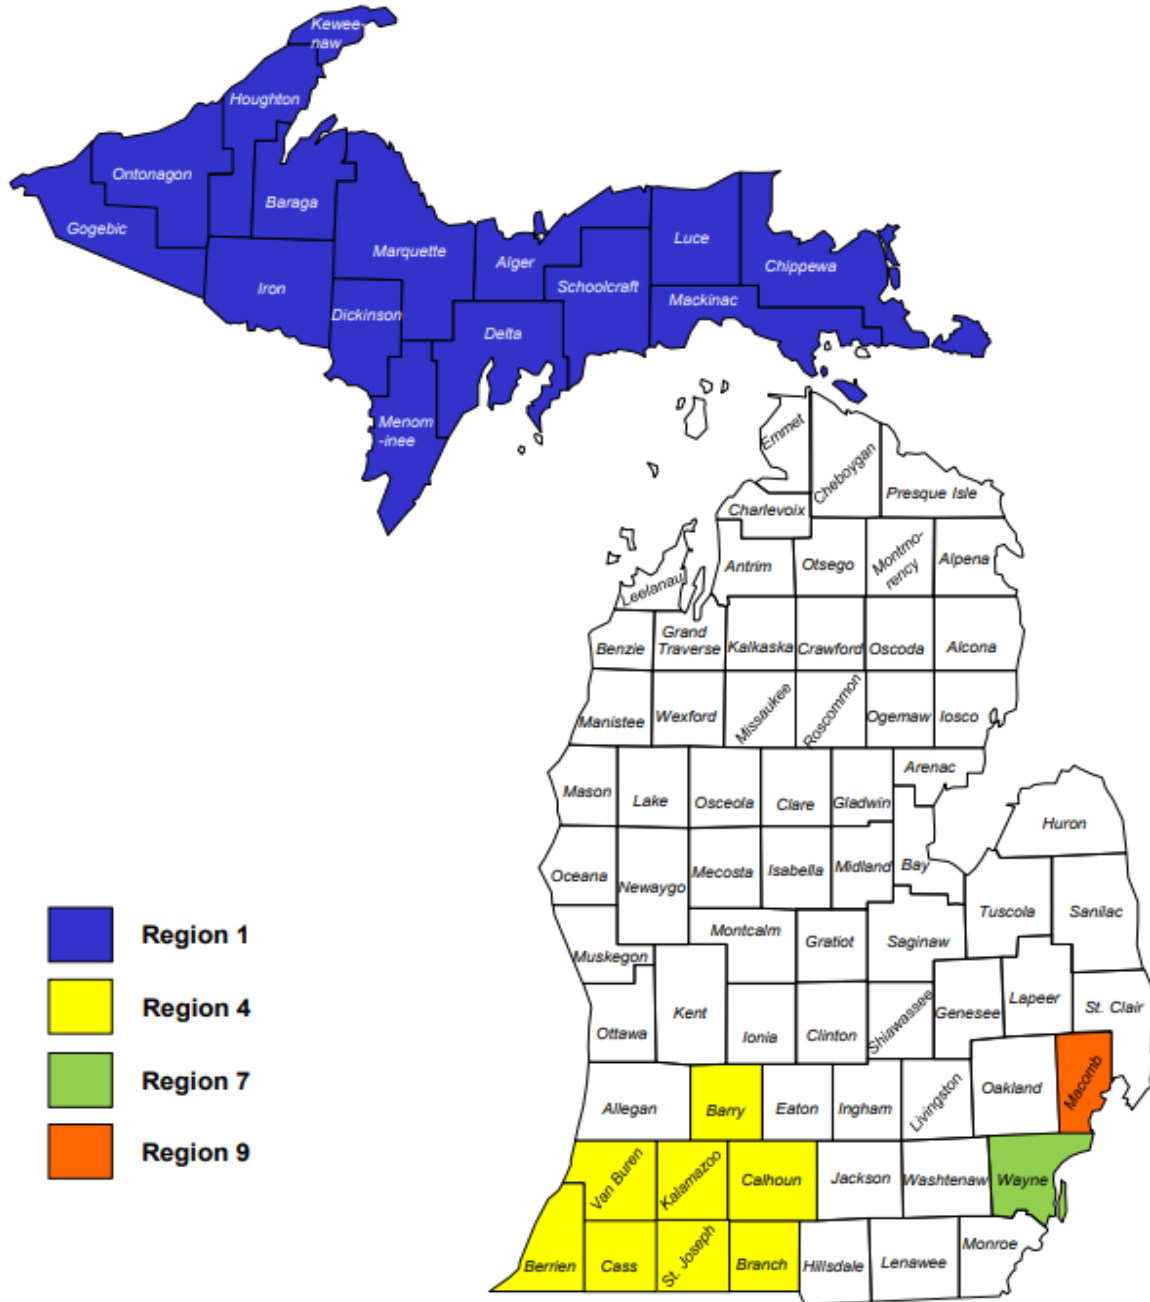 Kewee-
naw
Houghton
Ontonagon
Baraga
Gogebic
Marquette
Alger
Luce
Chippewa
Iron
Schoolcraft
Mackinac
Dickinson
Delta
Menom
-inee
Emmet
Cheboygan
Presque Isle
Charlevoix
Antrim
Otsego
Montmo-
rency
Alpena
Leelanau
Benzie
Grand
Traverse
Kalkaska
Crawford
Oscoda
Alcona
Manistee
Wexford
Missaukee
Roscommon
Ogemaw
Iosco
Arenac
Mason
Lake
Osceola
Clare
Gladwin
Huron
Oceana
Newaygo
Mecosta
Isabella
Midland
Bay
Tuscola
Sanilac
Muskegon
Montcalm
Gratiot
Saginaw
Ottawa
Kent
Ionia
Clinton
Shiawassee
Genesee
Lapeer
St. Clair
Allegan
Barry
Eaton
Ingham
Livingston
Oakland
Macomb
Van Buren
Kalamazoo
Calhoun
Jackson
Washtenaw
Wayne
Berrien
Cass
St. Joseph
Branch
Hillsdale
Lenawee
Monroe
Region 1
Region 4
Region 7
Region 9